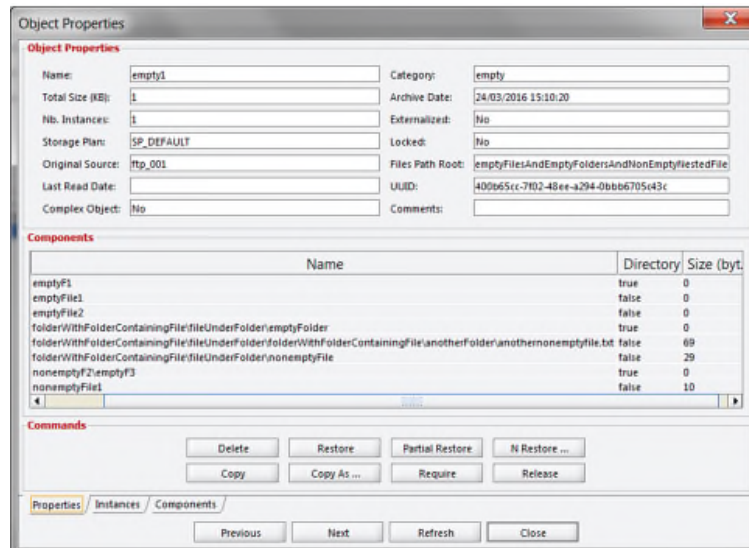 Object Properties
Object Properties
Name: empty1 Category: empty
Total Size (KB): 1 Archive Date: 24/03/2016 15:10:20
Nb. Instances: 1 Externalized: No
Storage Plan: SP_DEFAULT Locked: No
Original Source: ftp_001 Files Path Root: emptyFilesAndEmptyFoldersAndNonEmptyNestedFile
Last Read Date: UUID: 400b65cc-7f02-48ee-a294-0bbb6705c43c
Complex Object: No Comments:
Components
Name Directory Size (byt.
emptyF1 true 0
emptyFile1 false 0
emptyFile2 false 0
folderWithFolderContainingFile\fileUnderFolder\emptyFolder true 0
folderWithFolderContainingFile\fileUnderFolder\folderWithFolderContainingFile\anotherFolder\anothernonemptyfile.txt false 69
folderWithFolderContainingFile\fileUnderFolder\nonemptyFile false 29
nonemptyF2\emptyF3 true 0
nonemptyFile1 false 10
Commands
Delete Restore Partial Restore N Restore ...
Copy Copy As ... Require Release
Properties Instances Components
Previous Next Refresh Close